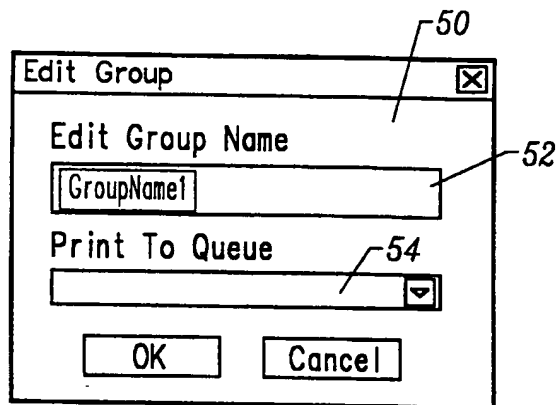 50
Edit Group
Edit Group Name
52
GroupName1
Print To Queue
54
OK Cancel